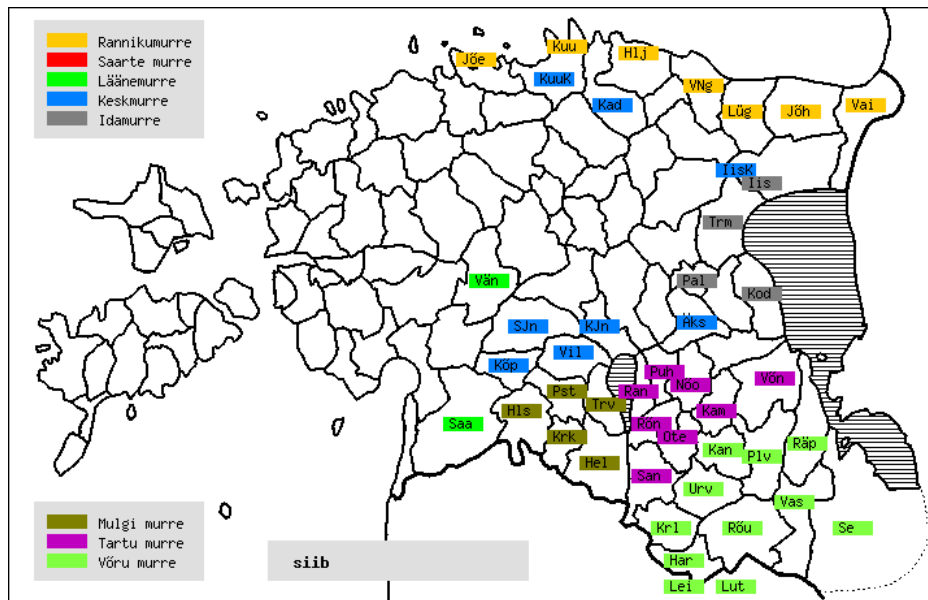 Rannikumurre
Saarte murre
Läänemurre
Keskmurre
Idamurre
Jõe
Kuu
Hlj
KuuK
Kad
VNg
Lüg
Jõh
Vai
IisK
Iis
Trm
Vän
Pal
Kod
SJn
KJn
Äks
Köp
Vil
Puh
Nõo
Võn
Pst
Trv
Ran
Hls
Kam
Saa
Krk
Rõn
Ote
Kan
Plv
Räp
Hel
San
Urv
Vas
Krl
Rõu
Se
Har
Lei
Lut
Mulgi murre
Tartu murre
Võru murre
siib